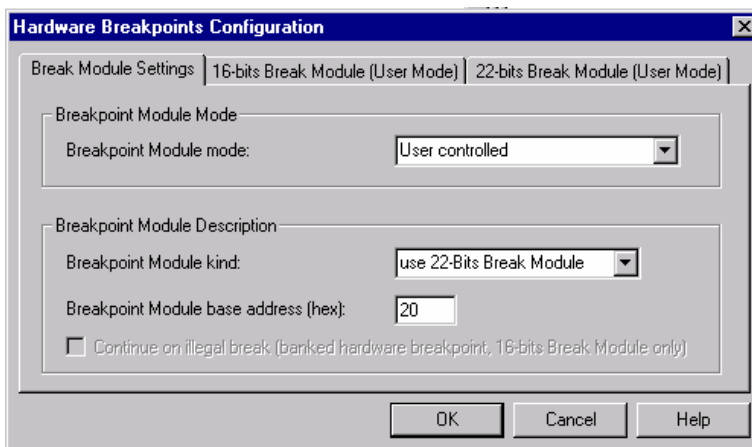 Hardware Breakpoints Configuration
Break Module Settings 16-bits Break Module (User Mode) 22-bits Break Module (User Mode)
Breakpoint Module Mode
Breakpoint Module mode: User controlled
Breakpoint Module Description
Breakpoint Module kind: use 22-Bits Break Module
Breakpoint Module base address (hex): 20
Continue on illegal break (banked hardware breakpoint, 16-bits Break Module only)
OK Cancel Help